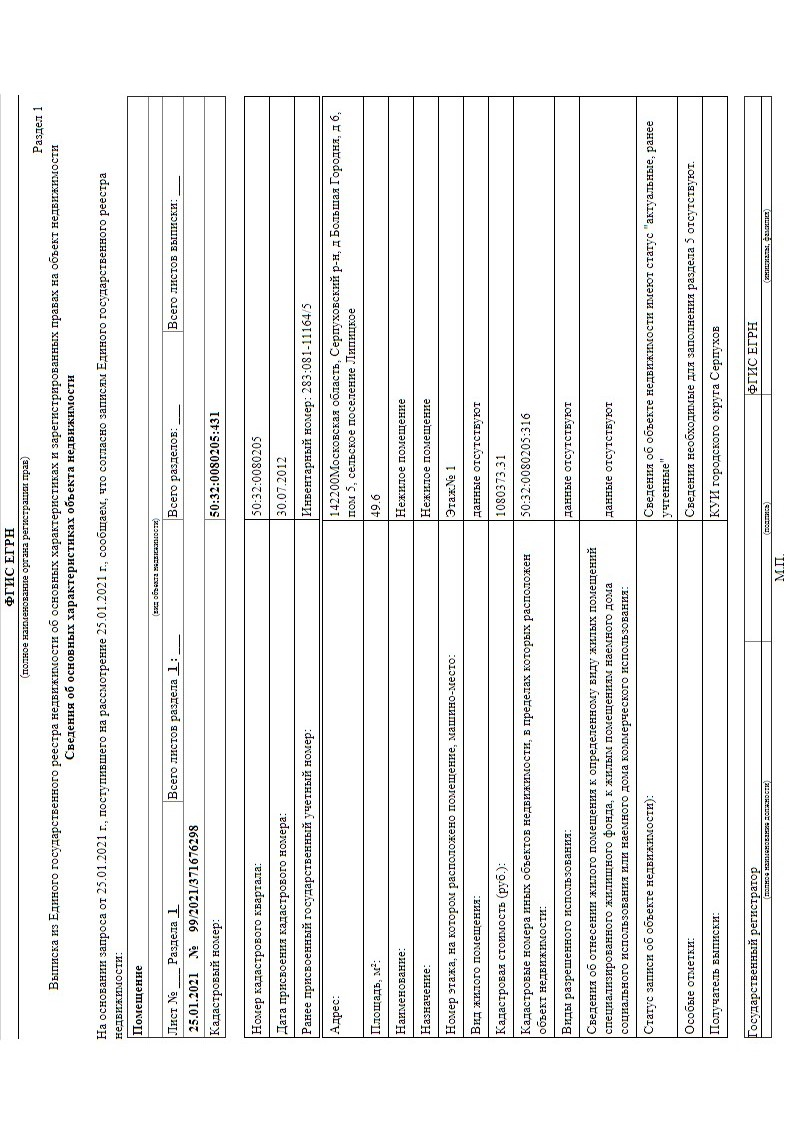 ФГИС ЕГРН
(полное наименование органа регистрации прав)
Раздел 1
Выписка из Единого государственного реестра недвижимости об основных характеристиках и зарегистрированных правах на объект недвижимости
Сведения об основных характеристиках объекта недвижимости
На основании запроса от 25.01.2021 г., поступившего на рассмотрение 25.01.2021 г., сообщаем, что согласно записям Единого государственного реестра
недвижимости:
Помещение
(вид объекта недвижимости)
Лист № ___ Раздела 1 Всего листов раздела 1 : ___ Всего разделов: ___ Всего листов выписки: ___
25.01.2021 № 99/2021/371676298
Кадастровый номер: 50:32:0080205:431
Номер кадастрового квартала: 50:32:0080205
Дата присвоения кадастрового номера: 30.07.2012
Ранее присвоенный государственный учетный номер: Инвентарный номер: 283:081-11164/5
Адрес: 142200Московская область, Серпуховский р-н, д Большая Городня, д 6,
пом 5, сельское поселение Липицкое
Площадь, м²: 49.6
Наименование: Нежилое помещение
Назначение: Нежилое помещение
Номер этажа, на котором расположено помещение, машино-место: Этаж№ 1
Вид жилого помещения: данные отсутствуют
Кадастровая стоимость (руб.): 1080373.31
Кадастровые номера иных объектов недвижимости, в пределах которых расположен 50:32:0080205:316
объект недвижимости:
Виды разрешенного использования: данные отсутствуют
Сведения об отнесении жилого помещения к определенному виду жилых помещений
специализированного жилищного фонда, к жилым помещениям наемного дома данные отсутствуют
социального использования или наемного дома коммерческого использования:
Статус записи об объекте недвижимости): Сведения об объекте недвижимости имеют статус "актуальные, ранее
учтенные"
Особые отметки: Сведения необходимые для заполнения раздела 5 отсутствуют.
Получатель выписки: КУИ городского округа Серпухов
Государственный регистратор ФГИС ЕГРН
(полное наименование должности) (подпись) (инициалы, фамилия)
М.П.